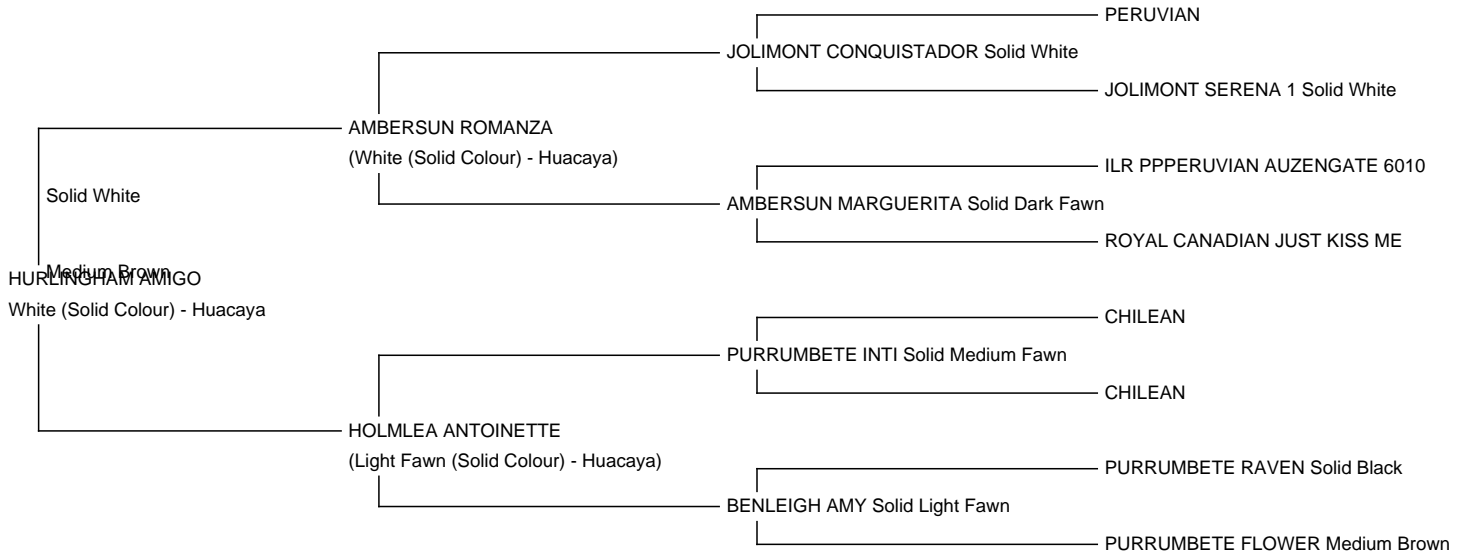 PERUVIAN
JOLIMONT CONQUISTADOR Solid White
JOLIMONT SERENA 1 Solid White
AMBERSUN ROMANZA
(White (Solid Colour) - Huacaya)
ILR PPPERUVIAN AUZENGATE 6010
Solid White
AMBERSUN MARGUERITA Solid Dark Fawn
ROYAL CANADIAN JUST KISS ME
Medium Brown
HURLINGHAM AMIGO
White (Solid Colour) - Huacaya
CHILEAN
PURRUMBETE INTI Solid Medium Fawn
CHILEAN
HOLMLEA ANTOINETTE
(Light Fawn (Solid Colour) - Huacaya)
PURRUMBETE RAVEN Solid Black
BENLEIGH AMY Solid Light Fawn
PURRUMBETE FLOWER Medium Brown